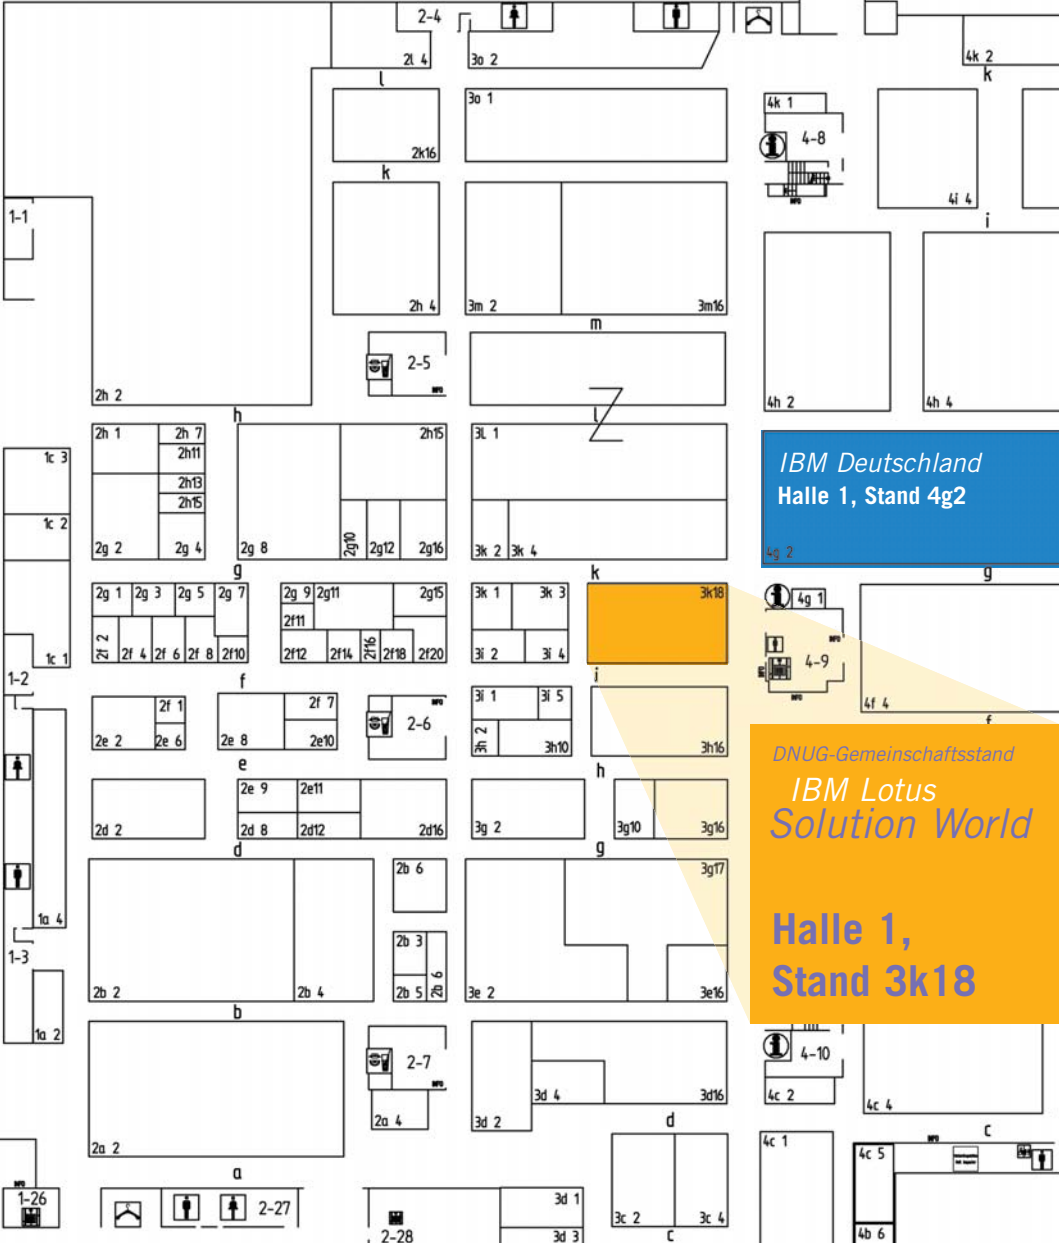 2-4
2l 4
3o 2
4k 2
l
k
3o 1
4k 1
4-8
2k16
k
INFO
4i 4
1-1
i
2h 4
3m 2
3m16
m
2-5
INFO
2h 2
4h 2
4h 4
h
l
2h 1
2h 7
2h15
3l 1
2h11
1c 3
IBM Deutschland
2h13
Halle 1, Stand 4g2
2h15
1c 2
2g 2
2g 4
2g 8
2g10
2g12
2g16
3k 2
3k 4
4g 2
g
k
g
2g 1
2g 3
2g 5
2g 7
2g 9
2g11
2g15
3k 1
3k 3
3k18
4g 1
2f11
INFO
2f 2
2f 4
2f 6
2f 8
2f10
2f12
2f14
2f16
2f18
2f20
3i 2
3i 4
1c 1
4-9
INFO
1-2
f
i
INFO
2f 1
2f 7
INFO
3i 1
3i 5
4f 4
2-6
f
2e 2
2e 6
2e 8
2e10
3h 2
3h10
3h16
DNUG-Gemeinschaftsstand
e
h
IBM Lotus
2e 9
2e11
Solution World
2d 2
2d 8
2d12
2d16
3g 2
3g10
3g16
d
g
2b 6
3g17
1a 4
Halle 1,
2b 3
1-3
Stand 3k18
2b 2
2b 4
2b 5
2b 6
3e 2
3e16
b
1a 2
4-10
2-7
INFO
3d 4
3d16
4c 2
4c 4
2a 4
3d 2
d
c
2a 2
4c 1
INFO
4c 5
a
INFO
1-26
2-27
3d 1
3c 2
3c 4
2-28
3d 3
c
4b 6